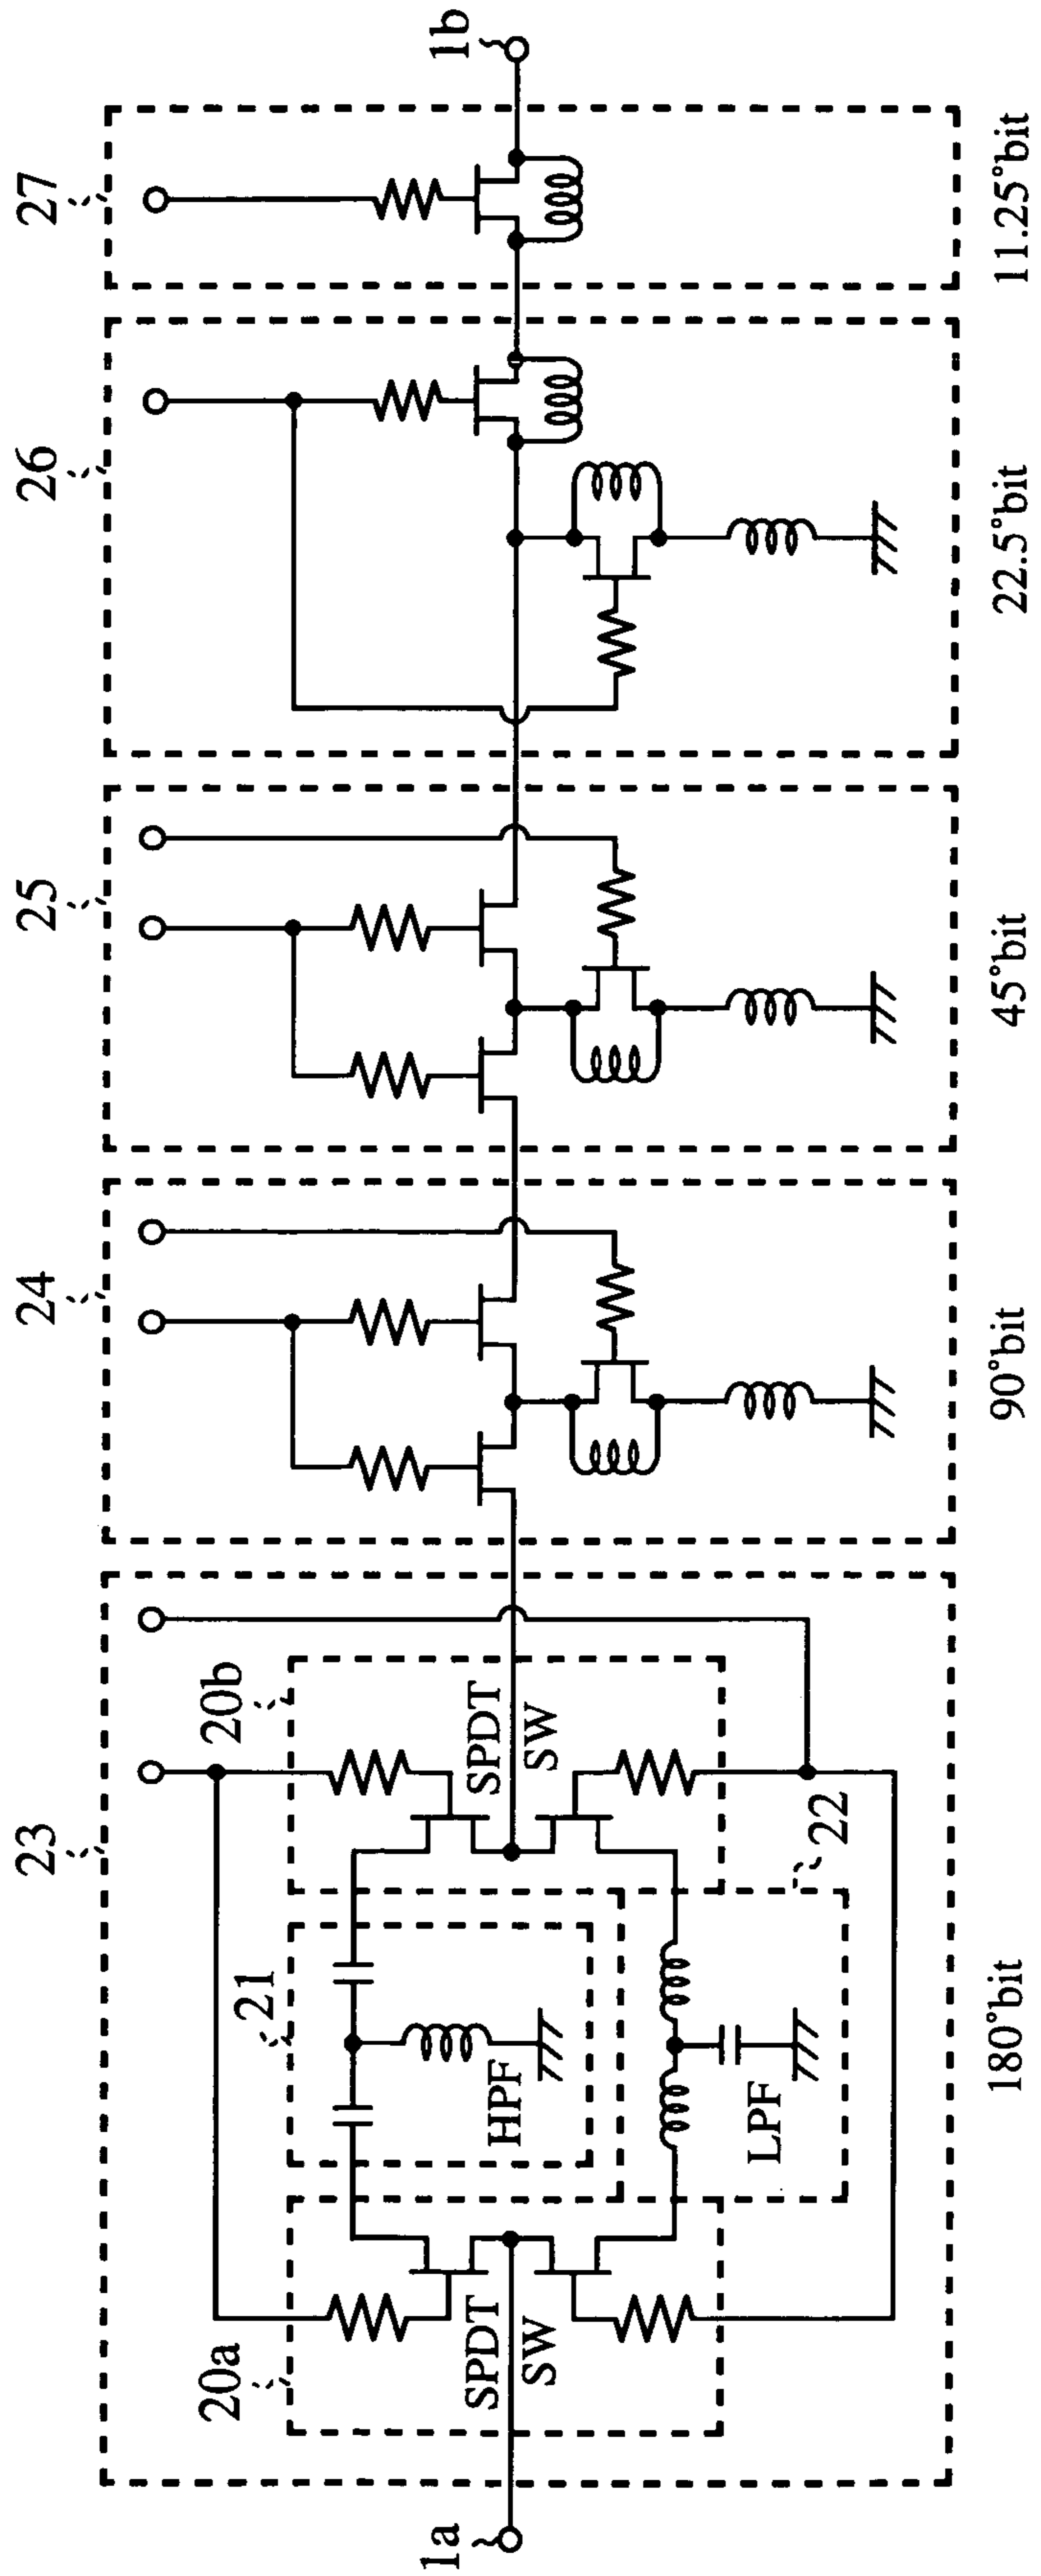 23
24
25
26
27
20a
20b
21
22
1a
1b
SPDT
SW
SPDT
SW
HPF
LPF
180°bit
90°bit
45°bit
22.5°bit
11.25°bit